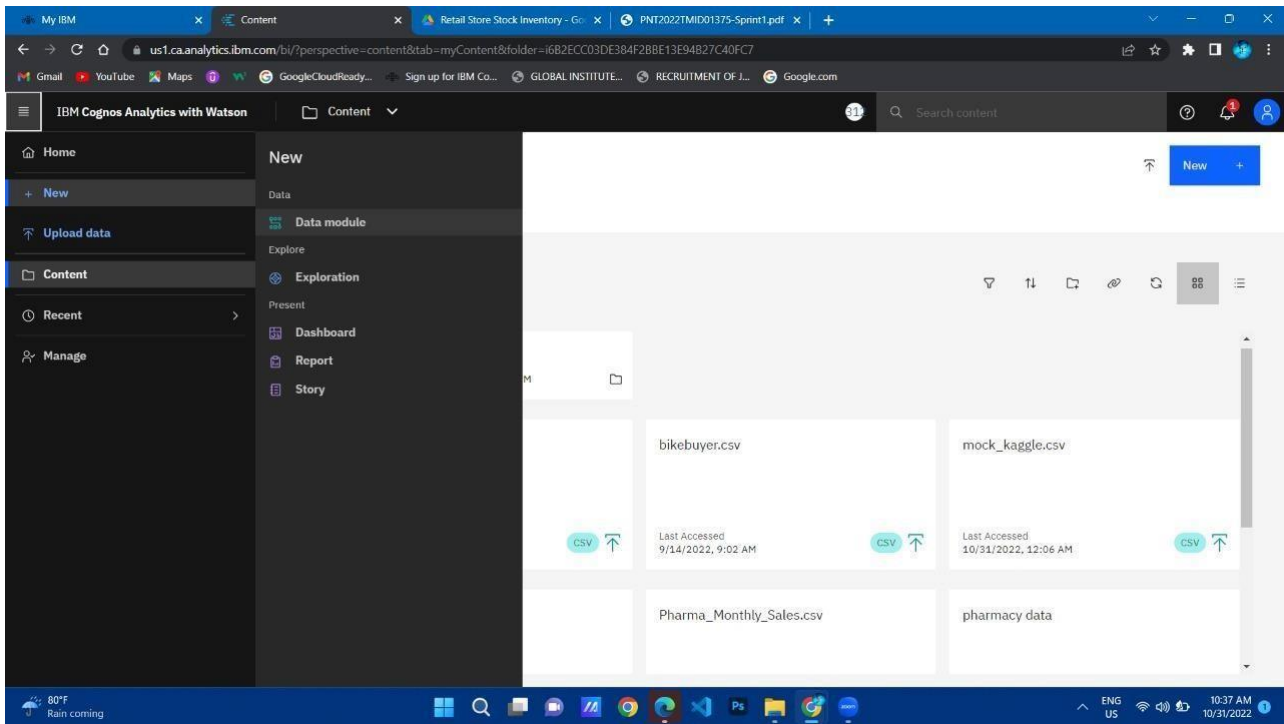 My IBM
Content
Retail Store Stock Inventory - Go
PNT2022TMID01375-Sprint1.pdf
us1.ca.analytics.ibm.com/bi/?perspective=content&tab=myContent&folder=i6B2ECC03DE384F2BBE13E94B27C40FC7
Gmail YouTube Maps GoogleCloudReady... Sign up for IBM Co... GLOBAL INSTITUTE... RECRUITMENT OF J... Google.com
IBM Cognos Analytics with Watson Content Search content 1
Home
New
Upload data
Content
Recent
Manage
New
Data
Data module
Explore
Exploration
Present
Dashboard
Report
Story
New +
M
bikebuyer.csv
mock_kaggle.csv
CSV
Last Accessed
9/14/2022, 9:02 AM
CSV
Last Accessed
10/31/2022, 12:06 AM
CSV
Pharma_Monthly_Sales.csv
pharmacy data
80°F
Rain coming
Ps
zoom
ENG
US
10:37 AM
10/31/2022
1